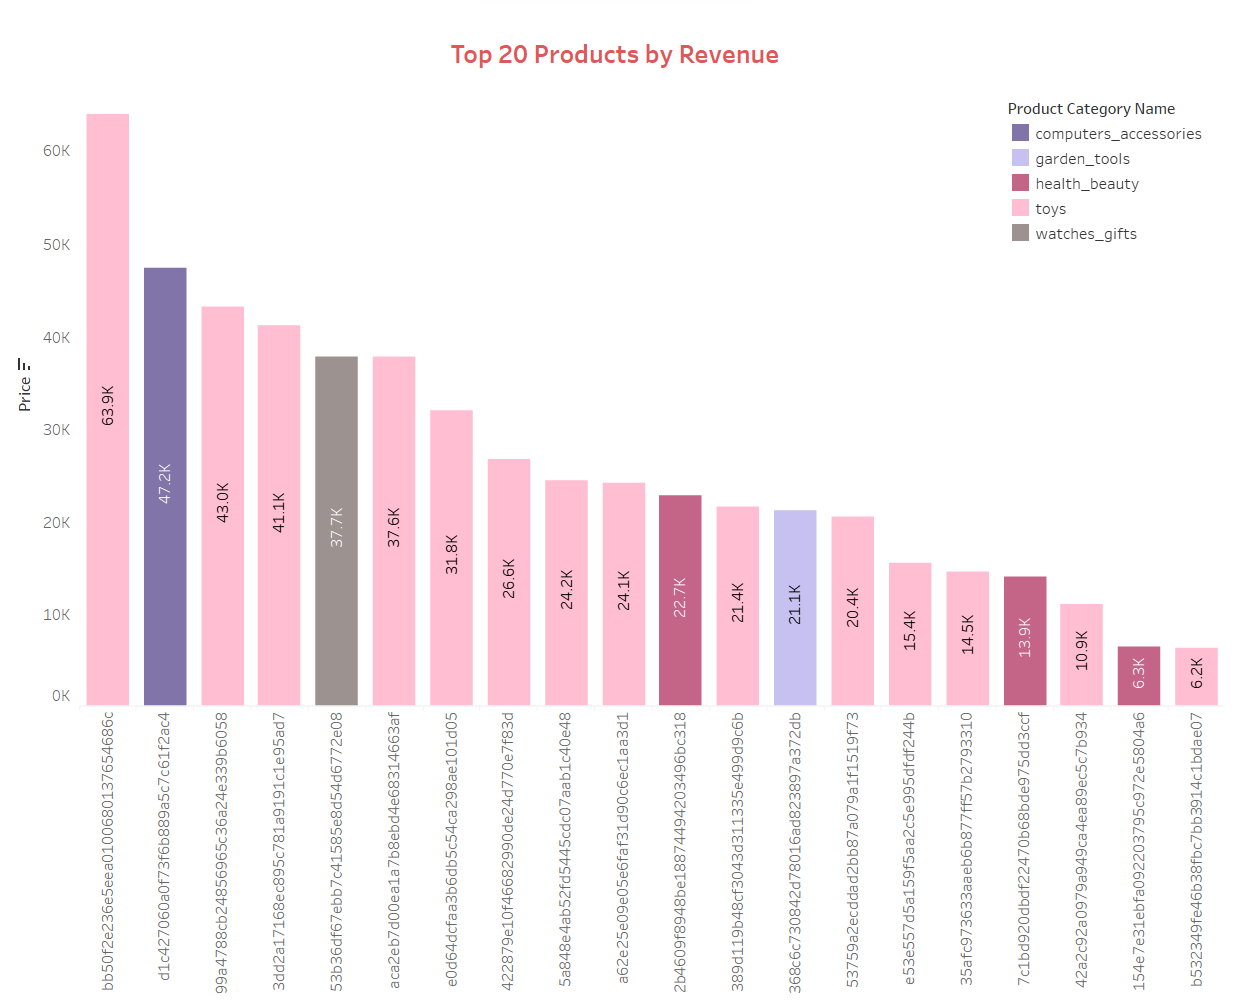 Top 20 Products by Revenue
Product Category Name
computers_accessories
garden_tools
health_beauty
toys
watches_gifts
Price
60K
50K
40K
30K
20K
10K
0K
63.9K
47.2K
43.0K
41.1K
37.7K
37.6K
31.8K
26.6K
24.2K
24.1K
22.7K
21.4K
21.1K
20.4K
15.4K
14.5K
13.9K
10.9K
6.3K
6.2K
bb50f2e236e5eea0100680137654686c
d1c427060a0f73f6b889a5c7c61f2ac4
99a4788cb24856965c36a24e339b6058
3dd2a17168ec895c781a9191c1e95ad7
53b36df67ebb7c41585e8d54d6772e08
aca2eb7d00ea1a7b8ebd4e68314663af
e0d64dcfaa3b6db5c54ca298ae101d05
422879e10f46682990de24d770e7f83d
5a848e4ab52fd5445cdc07aab1c40e48
a62e25e09e05e6faf31d90c6ec1aa3d1
2b4609f8948be18874494203496bc318
389d119b48cf3043d311335e499d9c6b
368c6c730842d78016ad823897a372db
53759a2ecddad2bb87a079a1f1519f73
e53e557d5a159f5aa2c5e995dfdf244b
35afc973633aaeb6b877ff57b2793310
7c1bd920dbdf22470b68bde975dd3ccf
42a2c92a0979a949ca4ea89ec5c7b934
154e7e31ebfa092203795c972e5804a6
b532349fe46b38fbc7bb3914c1bdae07